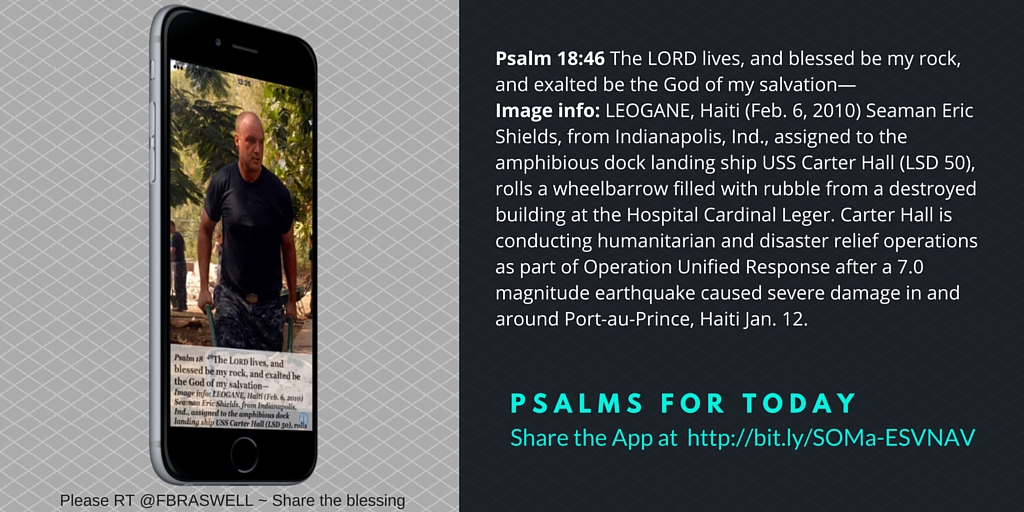 13:26
Psalm 18 46The LORD lives, and
blessed be my rock, and exalted be
the God of my salvation—
Image info: LEOGANE, Haiti (Feb. 6, 2010)
Seaman Eric Shields, from Indianapolis,
Ind., assigned to the amphibious dock
landing ship USS Carter Hall (LSD 50), rolls
Please RT @FBRASWELL ~ Share the blessing
Psalm 18:46 The LORD lives, and blessed be my rock,
and exalted be the God of my salvation—
Image info: LEOGANE, Haiti (Feb. 6, 2010) Seaman Eric
Shields, from Indianapolis, Ind., assigned to the
amphibious dock landing ship USS Carter Hall (LSD 50),
rolls a wheelbarrow filled with rubble from a destroyed
building at the Hospital Cardinal Leger. Carter Hall is
conducting humanitarian and disaster relief operations
as part of Operation Unified Response after a 7.0
magnitude earthquake caused severe damage in and
around Port-au-Prince, Haiti Jan. 12.
PSALMS FOR TODAY
Share the App at http://bit.ly/SOMa-ESVNAV